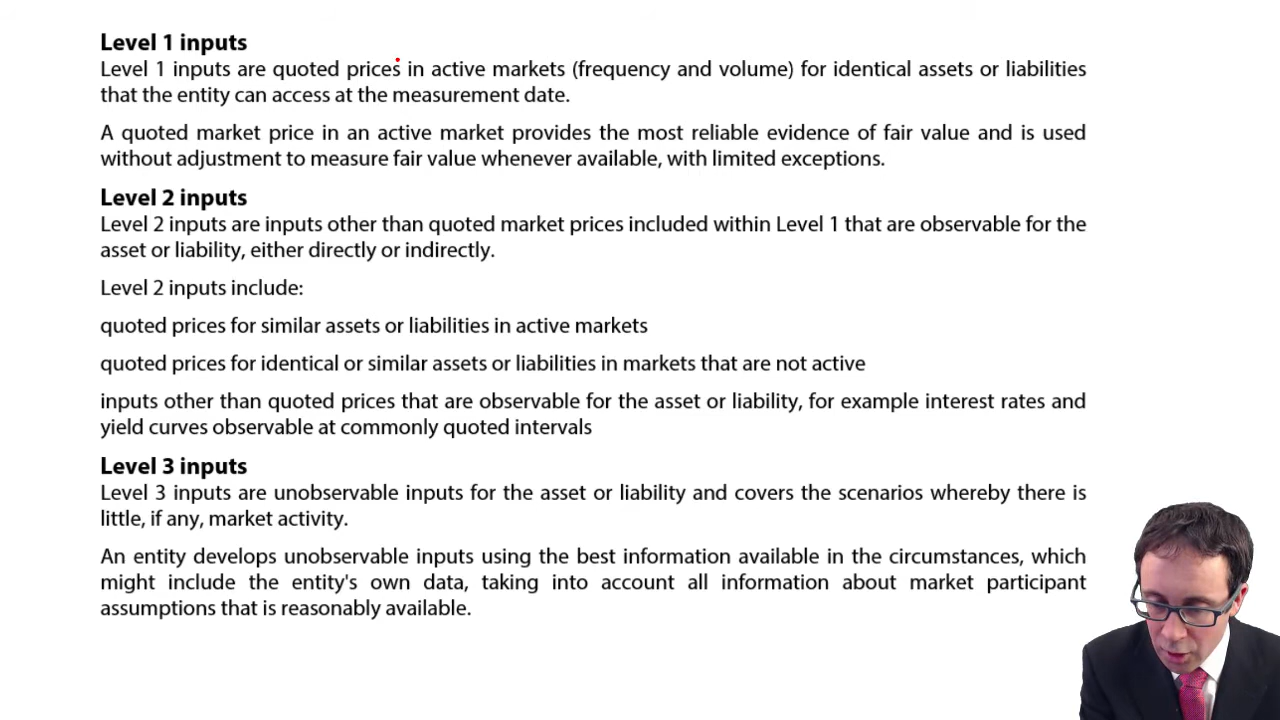 Level 1 inputs
Level 1 inputs are quoted prices in active markets (frequency and volume) for identical assets or liabilities
that the entity can access at the measurement date.
A quoted market price in an active market provides the most reliable evidence of fair value and is used
without adjustment to measure fair value whenever available, with limited exceptions.
Level 2 inputs
Level 2 inputs are inputs other than quoted market prices included within Level 1 that are observable for the
asset or liability, either directly or indirectly.
Level 2 inputs include:
quoted prices for similar assets or liabilities in active markets
quoted prices for identical or similar assets or liabilities in markets that are not active
inputs other than quoted prices that are observable for the asset or liability, for example interest rates and
yield curves observable at commonly quoted intervals
Level 3 inputs
Level 3 inputs are unobservable inputs for the asset or liability and covers the scenarios whereby there is
little, if any, market activity.
An entity develops unobservable inputs using the best information available in the circumstances, which
might include the entity's own data, taking into account all information about market participant
assumptions that is reasonably available.